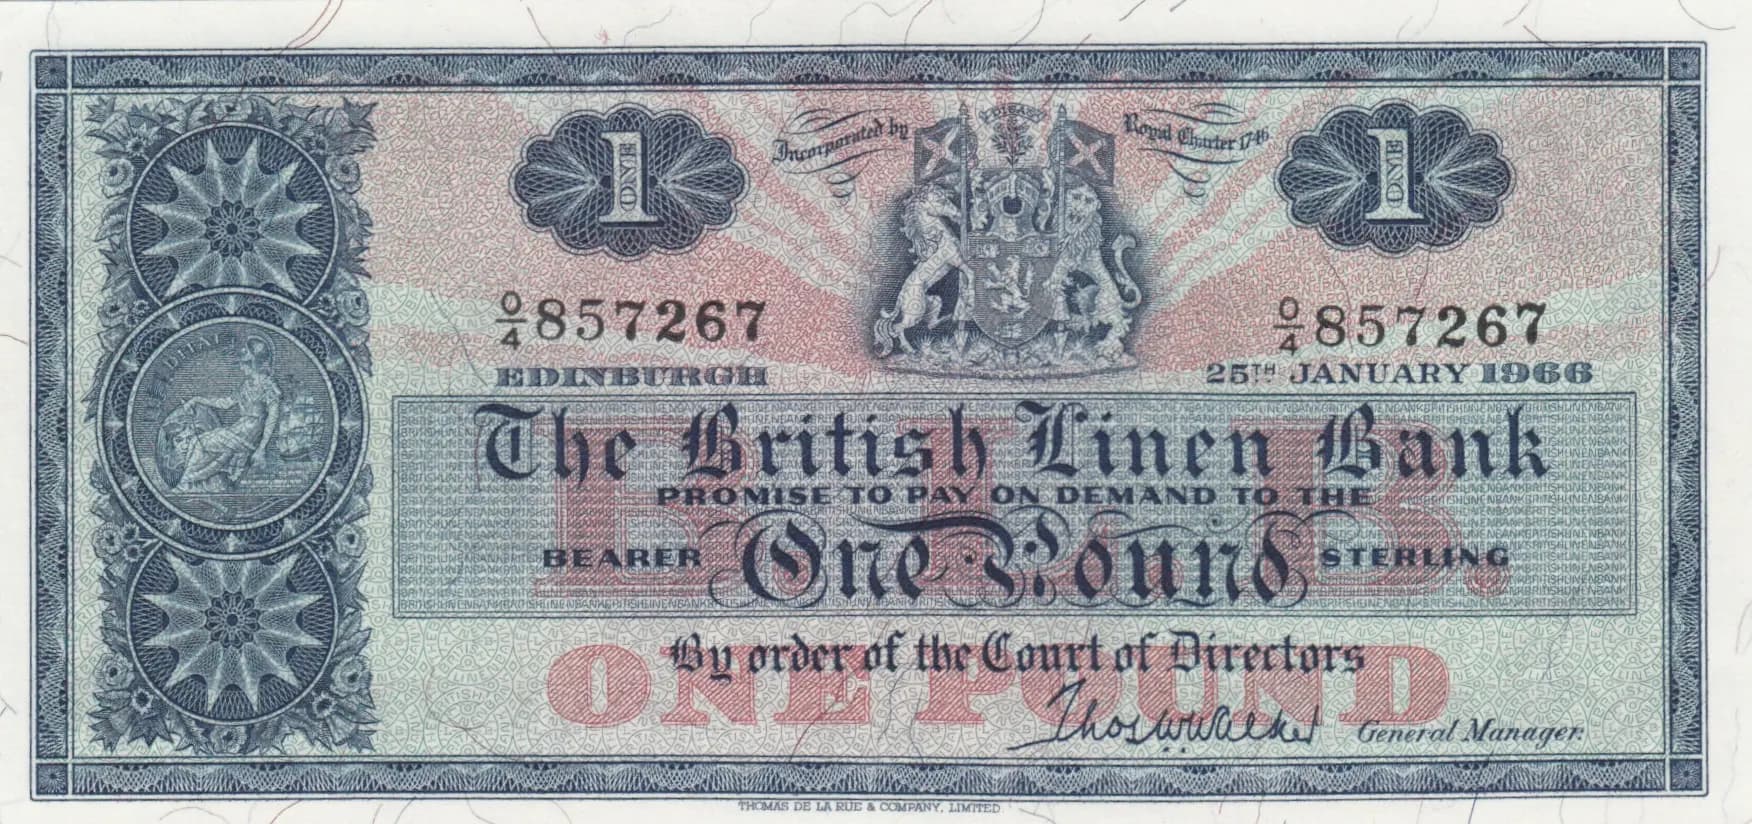 Incorporated by Royal Charter 1746
1 ONE
1 ONE
O/4 857267
O/4 857267
EDINBURGH
25TH JANUARY 1966
B.L.B.
The British Linen Bank
PROMISE TO PAY ON DEMAND TO THE
BEARER One Pound STERLING
ONE POUND
By order of the Court of Directors
Thos W Walker General Manager.
THOMAS DE LA RUE & COMPANY, LIMITED.